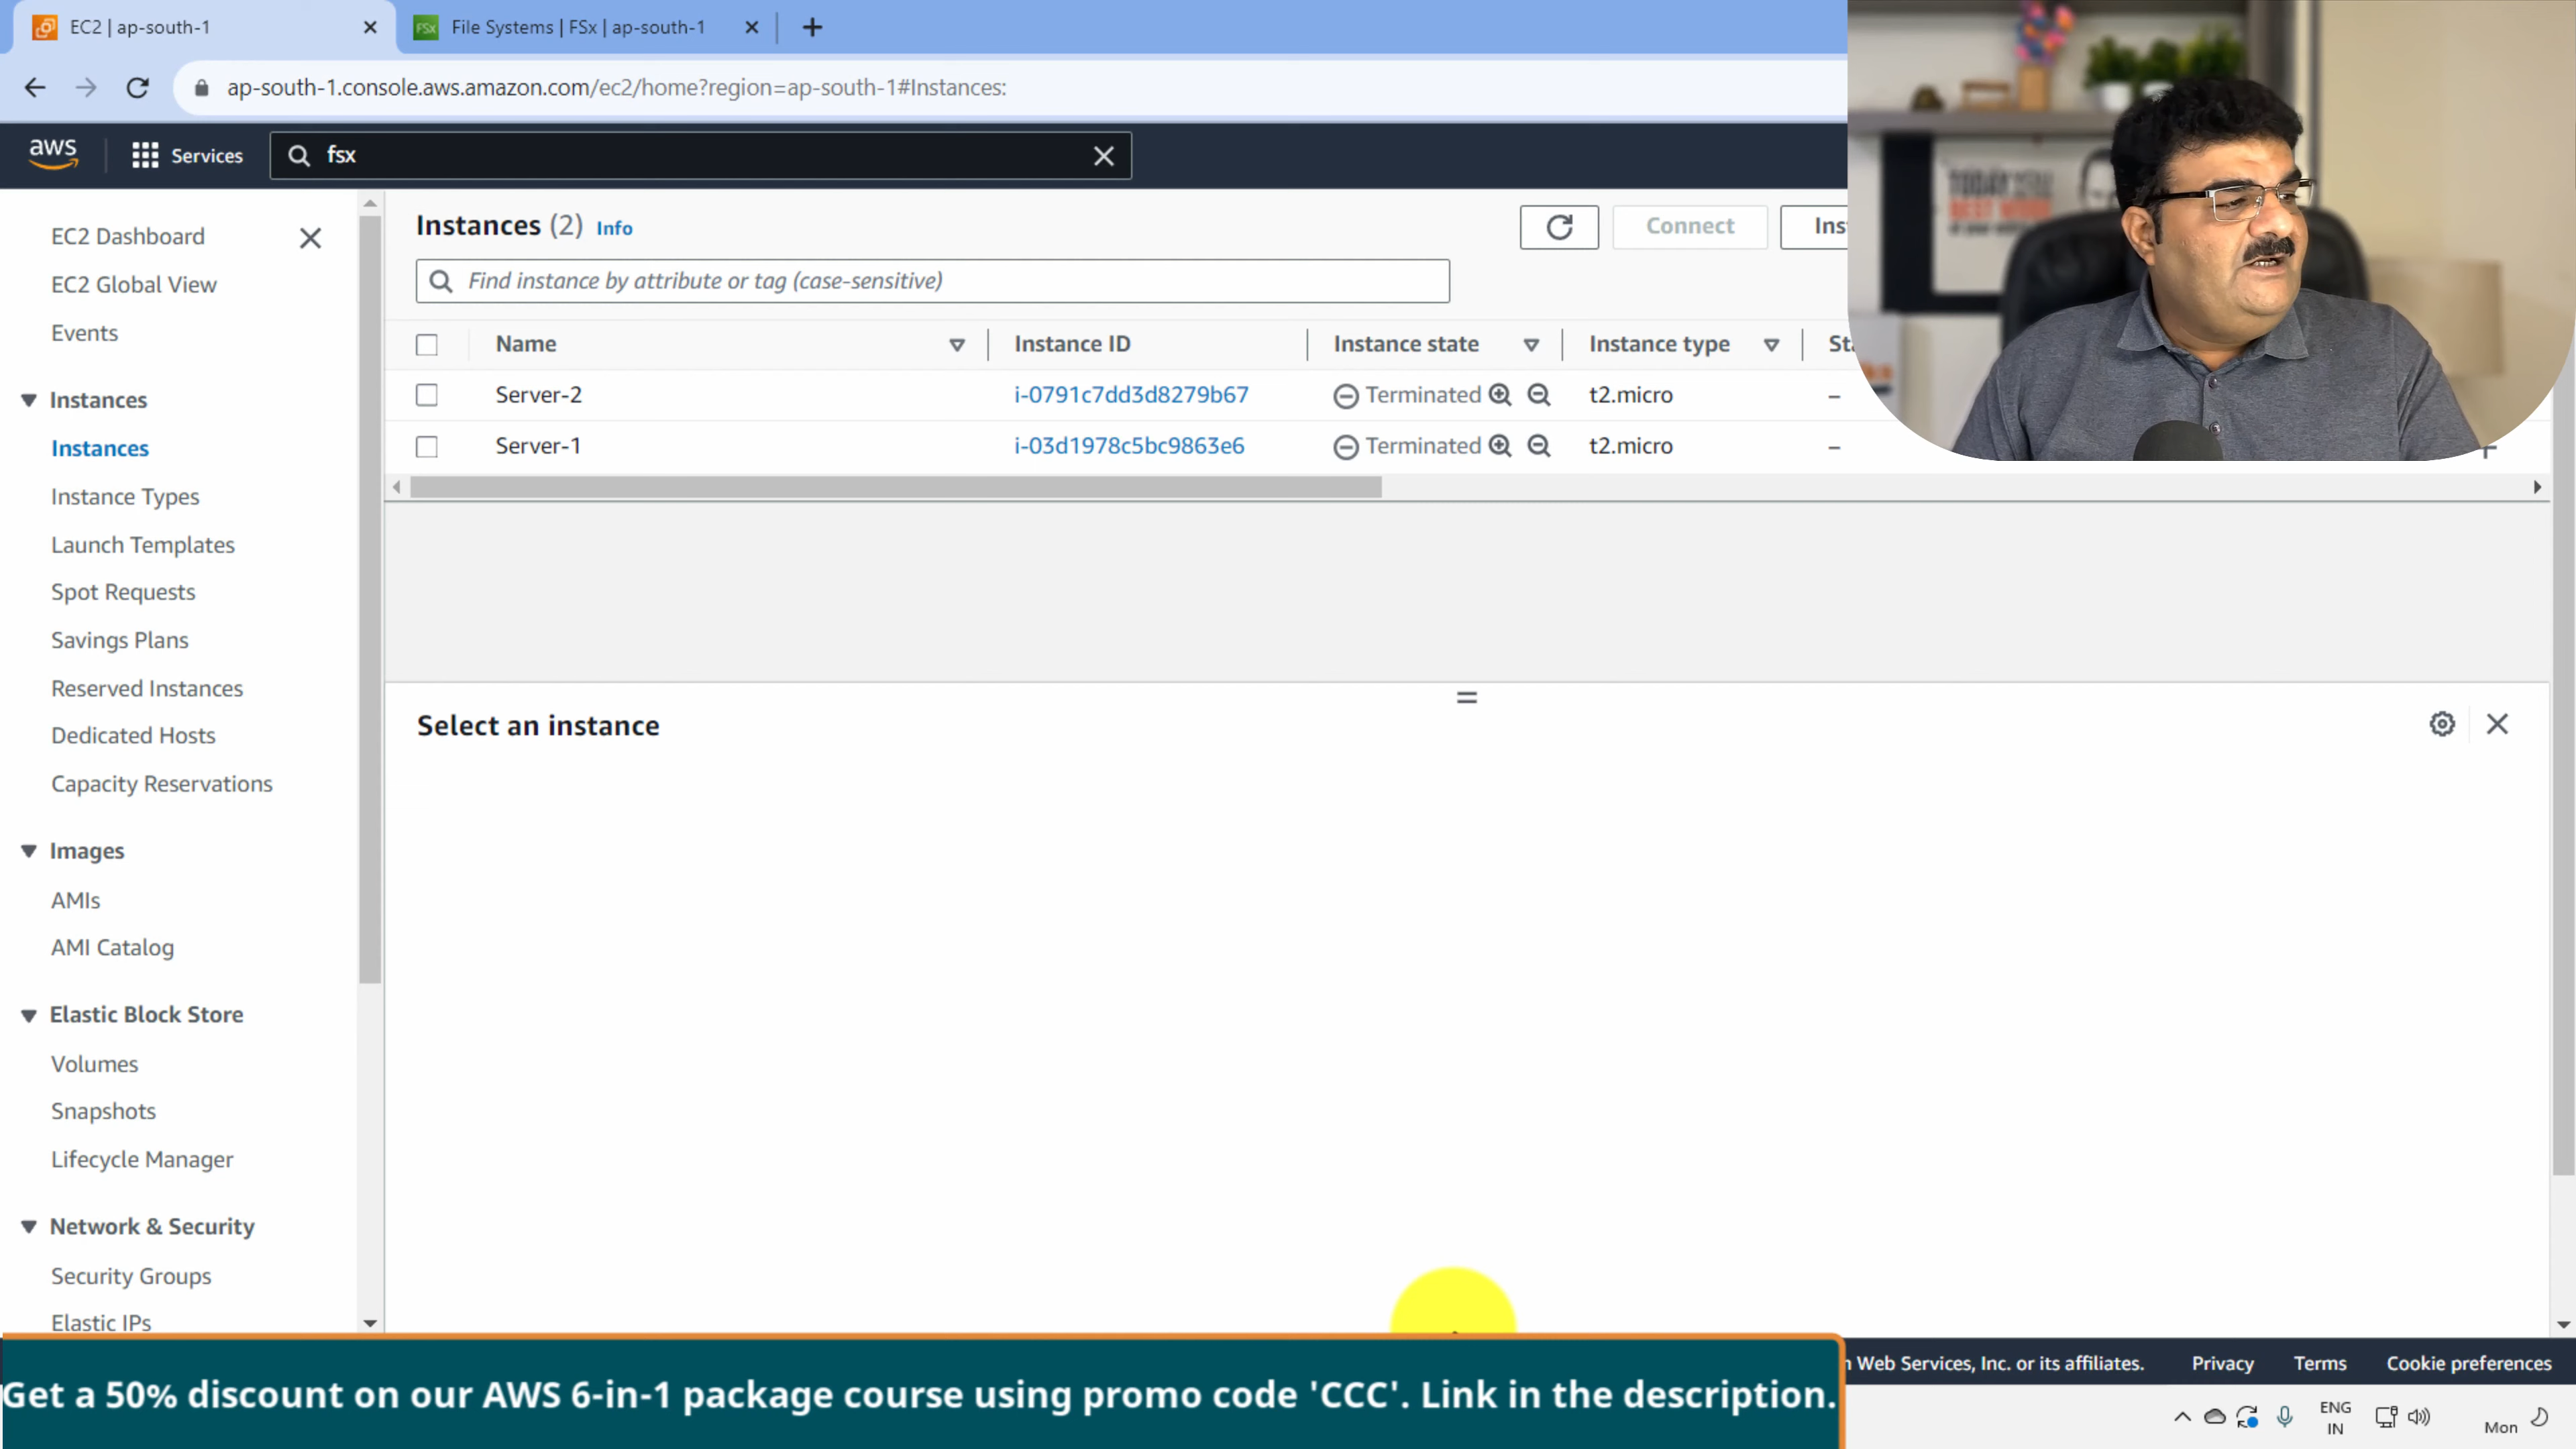 EC2 | ap-south-1
FSx File Systems | FSx | ap-south-1
ap-south-1.console.aws.amazon.com/ec2/home?region=ap-south-1#Instances:
aws Services fsx
EC2 Dashboard
EC2 Global View
Events
Instances
Instances
Instance Types
Launch Templates
Spot Requests
Savings Plans
Reserved Instances
Dedicated Hosts
Capacity Reservations
Images
AMIs
AMI Catalog
Elastic Block Store
Volumes
Snapshots
Lifecycle Manager
Network & Security
Security Groups
Elastic IPs
Instances (2) Info
Connect
Find instance by attribute or tag (case-sensitive)
Name Instance ID Instance state Instance type
Server-2 i-0791c7dd3d8279b67 Terminated t2.micro –
Server-1 i-03d1978c5bc9863e6 Terminated t2.micro –
Select an instance
TODAY YOU
BEST WORK
Get a 50% discount on our AWS 6-in-1 package course using promo code 'CCC'. Link in the description.
Web Services, Inc. or its affiliates. Privacy Terms Cookie preferences
ENG
IN
Mon